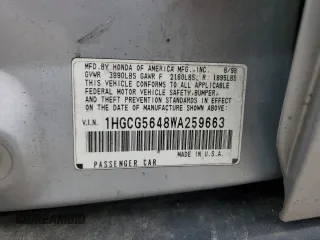 MFD.BY HONDA OF AMERICA MFG.,INC. 8/98
GVWR 3990LBS GAWR F 2160LBS, R 1895LBS
THIS VEHICLE CONFORMS TO ALL APPLICABLE
FEDERAL MOTOR VEHICLE SAFETY, BUMPER,
AND THEFT PREVENTION STANDARDS IN
EFFECT ON THE DATE OF MANUFACTURE
SHOWN ABOVE.
V.I.N. 1HGCG5648WA259663
PASSENGER CAR MADE IN U.S.A.